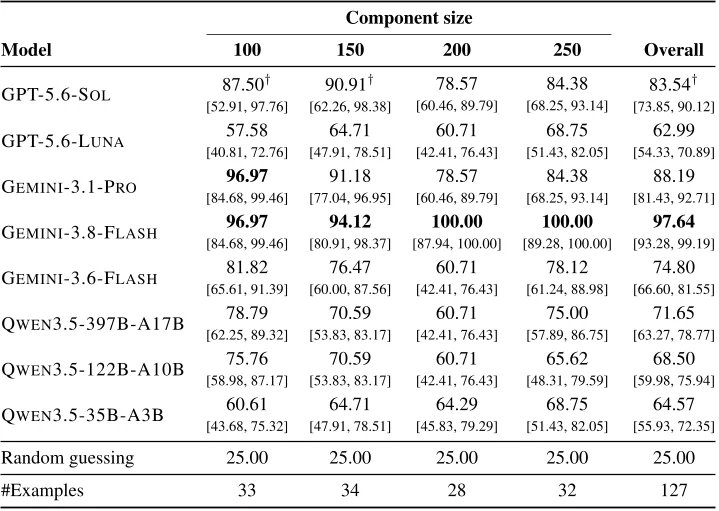 Component size
Model 100 150 200 250 Overall
GPT-5.6-SOL 87.50† 90.91† 78.57 84.38 83.54†
[52.91, 97.76] [62.26, 98.38] [60.46, 89.79] [68.25, 93.14] [73.85, 90.12]
GPT-5.6-LUNA 57.58 64.71 60.71 68.75 62.99
[40.81, 72.76] [47.91, 78.51] [42.41, 76.43] [51.43, 82.05] [54.33, 70.89]
GEMINI-3.1-PRO 96.97 91.18 78.57 84.38 88.19
[84.68, 99.46] [77.04, 96.95] [60.46, 89.79] [68.25, 93.14] [81.43, 92.71]
GEMINI-3.8-FLASH 96.97 94.12 100.00 100.00 97.64
[84.68, 99.46] [80.91, 98.37] [87.94, 100.00] [89.28, 100.00] [93.28, 99.19]
GEMINI-3.6-FLASH 81.82 76.47 60.71 78.12 74.80
[65.61, 91.39] [60.00, 87.56] [42.41, 76.43] [61.24, 88.98] [66.60, 81.55]
QWEN3.5-397B-A17B 78.79 70.59 60.71 75.00 71.65
[62.25, 89.32] [53.83, 83.17] [42.41, 76.43] [57.89, 86.75] [63.27, 78.77]
QWEN3.5-122B-A10B 75.76 70.59 60.71 65.62 68.50
[58.98, 87.17] [53.83, 83.17] [42.41, 76.43] [48.31, 79.59] [59.98, 75.94]
QWEN3.5-35B-A3B 60.61 64.71 64.29 68.75 64.57
[43.68, 75.32] [47.91, 78.51] [45.83, 79.29] [51.43, 82.05] [55.93, 72.35]
Random guessing 25.00 25.00 25.00 25.00 25.00
#Examples 33 34 28 32 127